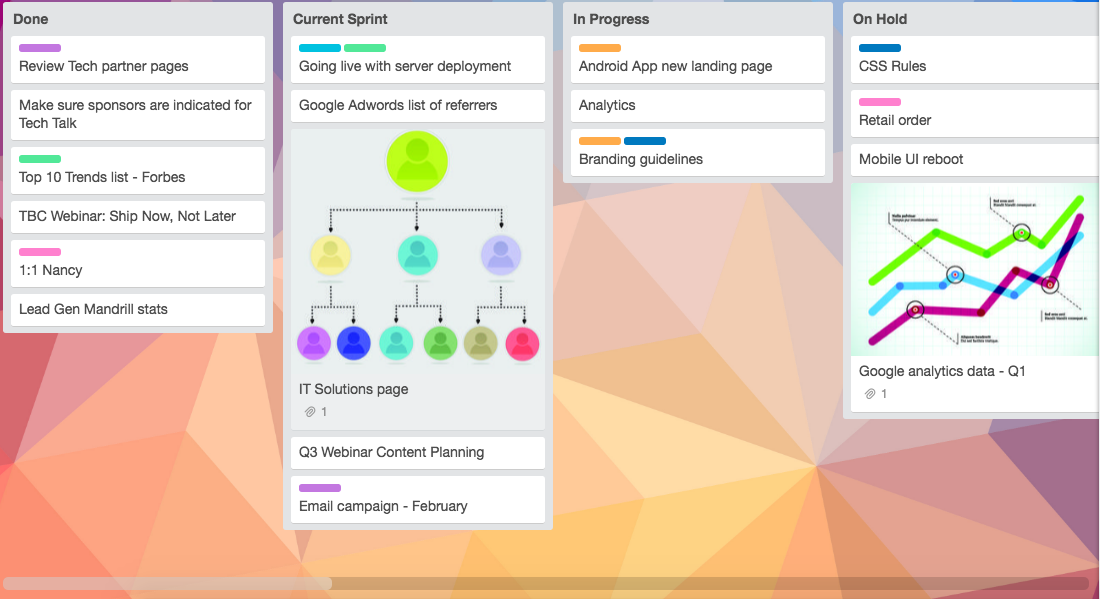 Done
Review Tech partner pages
Make sure sponsors are indicated for
Tech Talk
Top 10 Trends list - Forbes
TBC Webinar: Ship Now, Not Later
1:1 Nancy
Lead Gen Mandrill stats
Current Sprint
Going live with server deployment
Google Adwords list of referrers
IT Solutions page
1
Q3 Webinar Content Planning
Email campaign - February
In Progress
Android App new landing page
Analytics
Branding guidelines
On Hold
CSS Rules
Retail order
Mobile UI reboot
Google analytics data - Q1
1